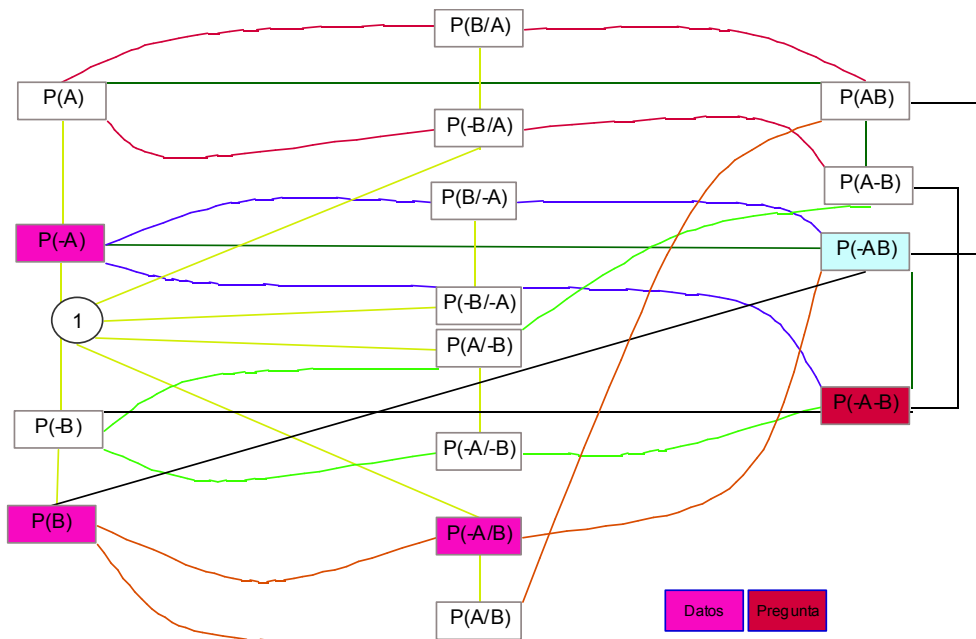 P(B/A)
P(A)
P(AB)
P(-B/A)
P(A-B)
P(B/-A)
P(-A)
P(-AB)
P(-B/-A)
1
P(A/-B)
P(-A-B)
P(-B)
P(-A/-B)
P(B)
P(-A/B)
P(A/B)
Datos
Pregunta